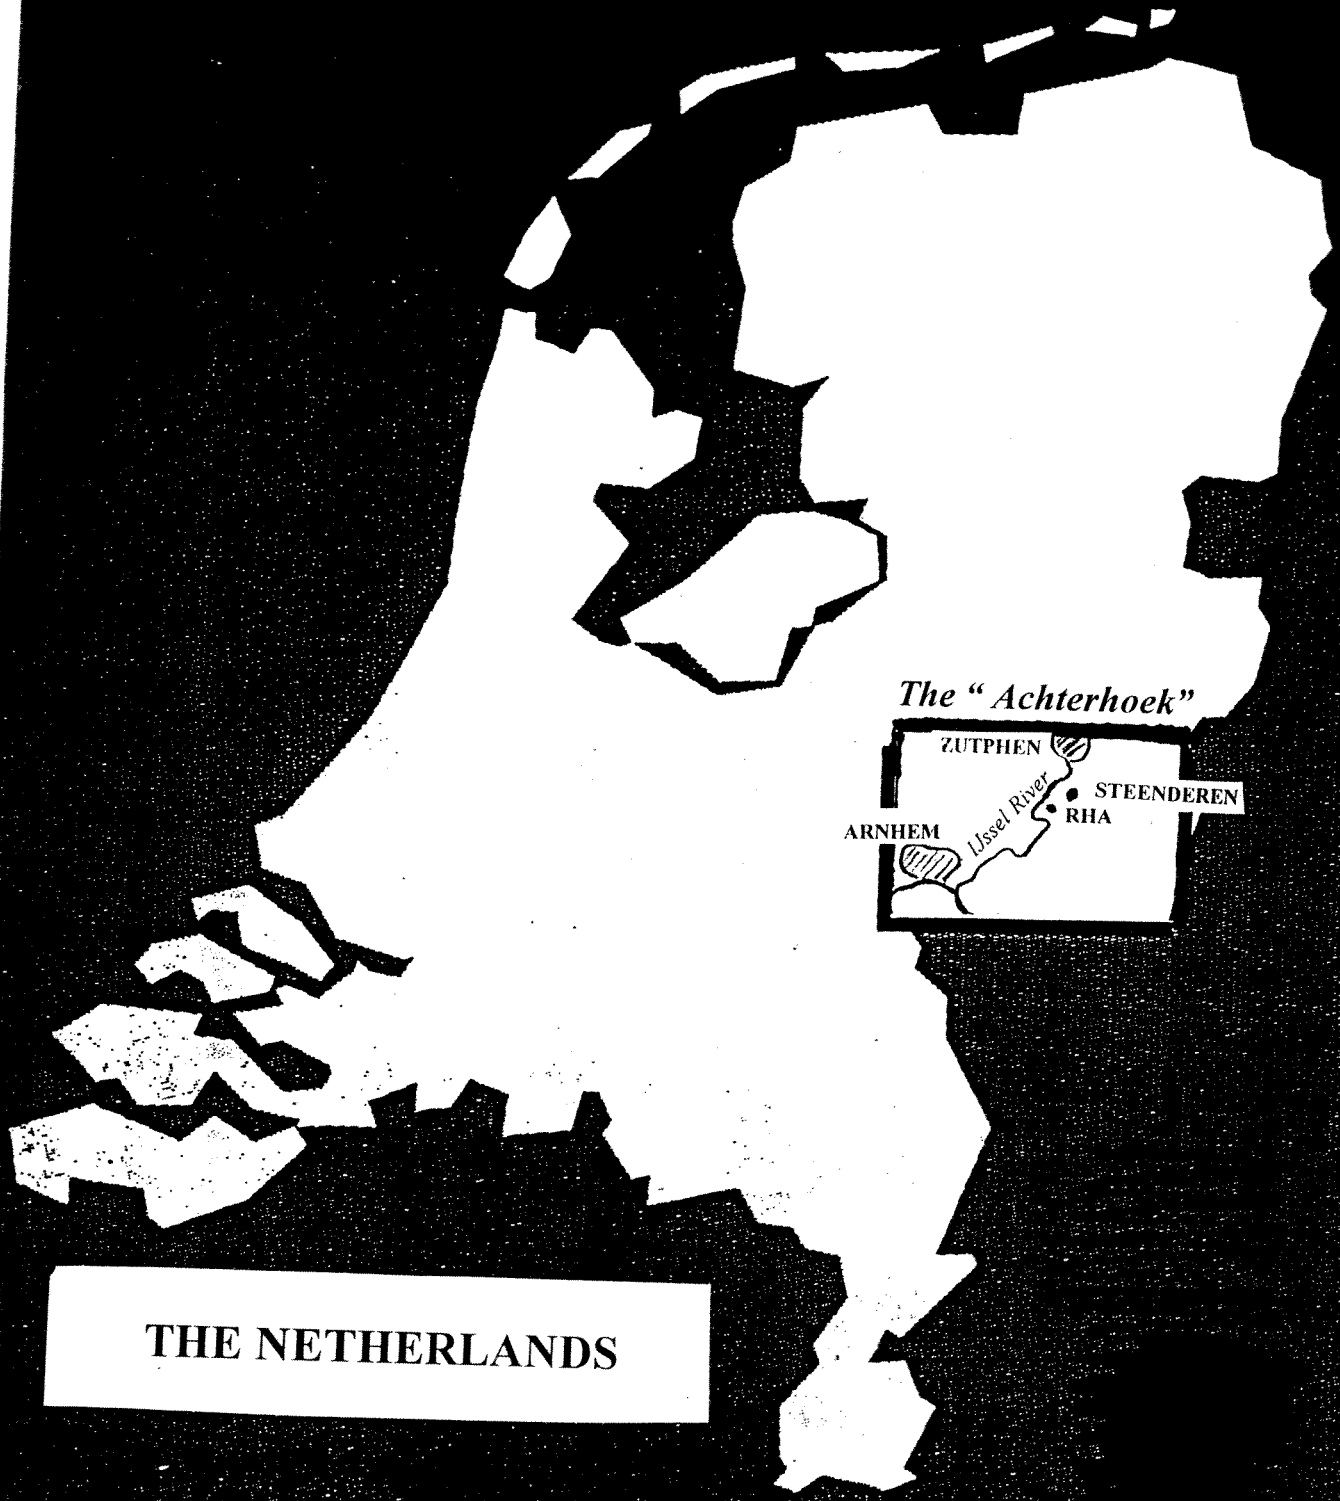 The “ Achterhoek”
ZUTPHEN
STEENDEREN
RHA
IJssel River
ARNHEM
THE NETHERLANDS